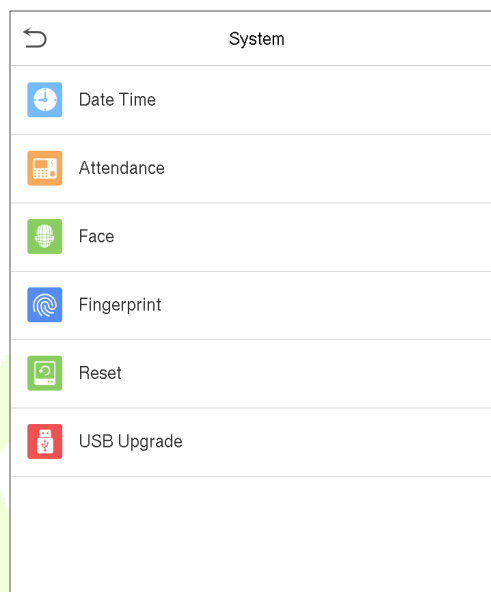 System
Date Time
Attendance
Face
Fingerprint
Reset
USB Upgrade